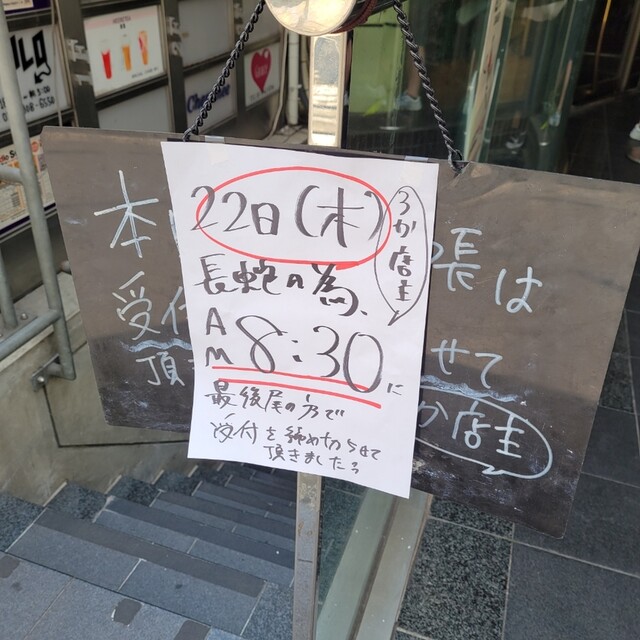 22日(木)
ろか店主
長蛇の為、
AM 8:30に
最後尾の方で
受付を締め切らせて
頂きました。
本
張は
受付
せて
頂
か店主